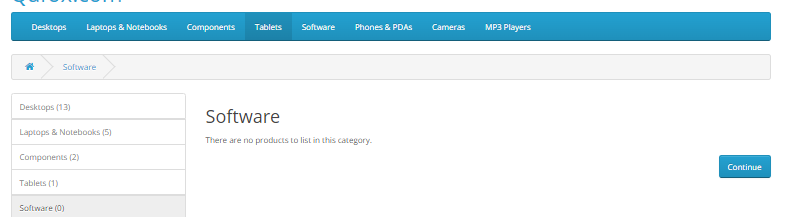 Desktops Laptops & Notebooks Components Tablets Software Phones & PDAs Cameras MP3 Players
Software
Desktops (13)
Laptops & Notebooks (5)
Components (2)
Tablets (1)
Software (0)
Software
There are no products to list in this category.
Continue